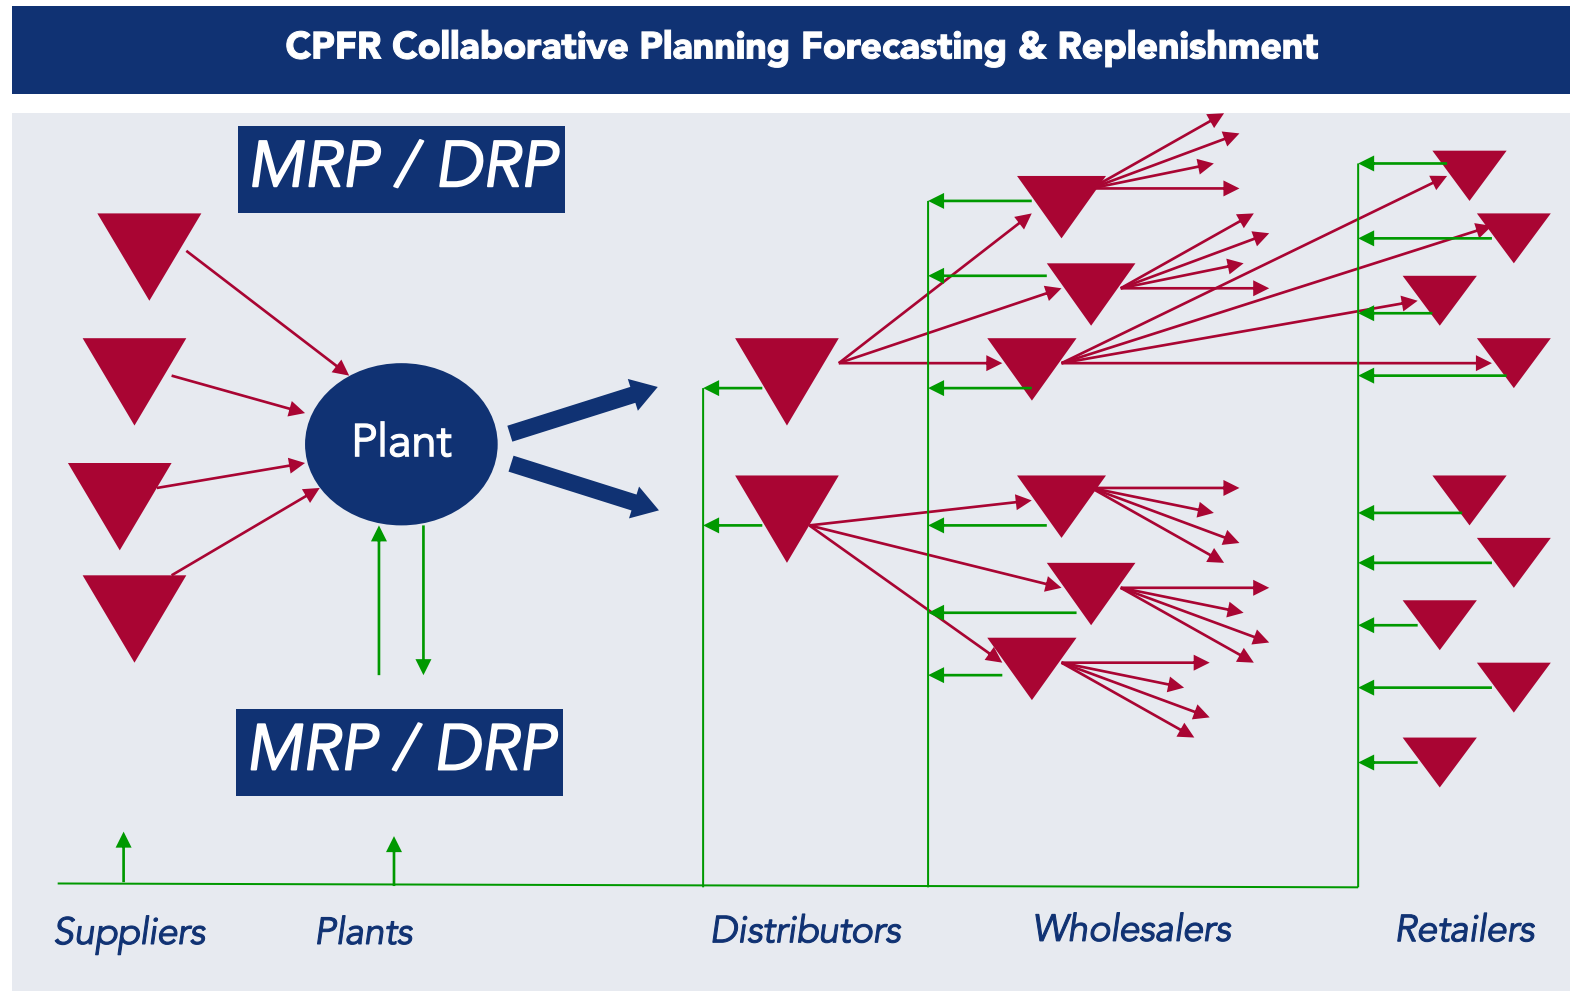 CPFR Collaborative Planning Forecasting & Replenishment
MRP / DRP
Plant
MRP / DRP
Suppliers
Plants
Distributors
Wholesalers
Retailers